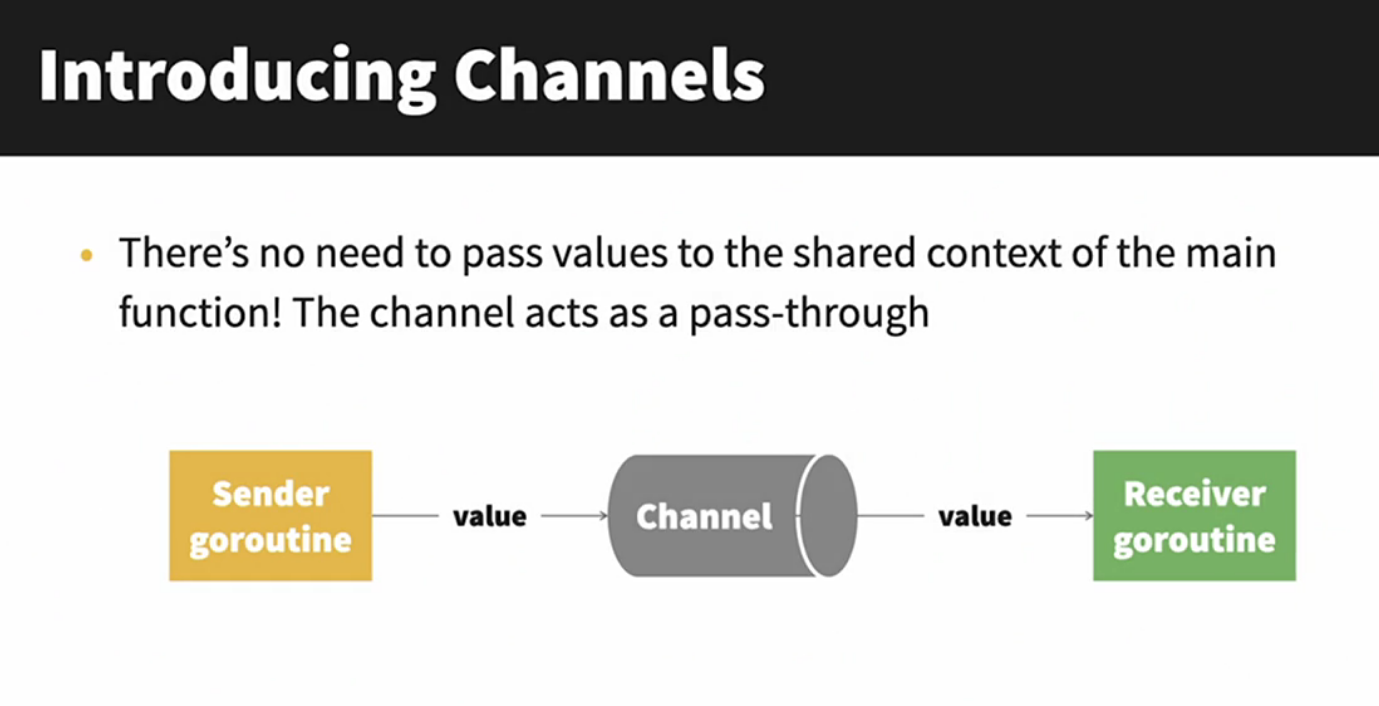 Introducing Channels
• There’s no need to pass values to the shared context of the main
function! The channel acts as a pass-through
Sender
goroutine
value
Channel
value
Receiver
goroutine